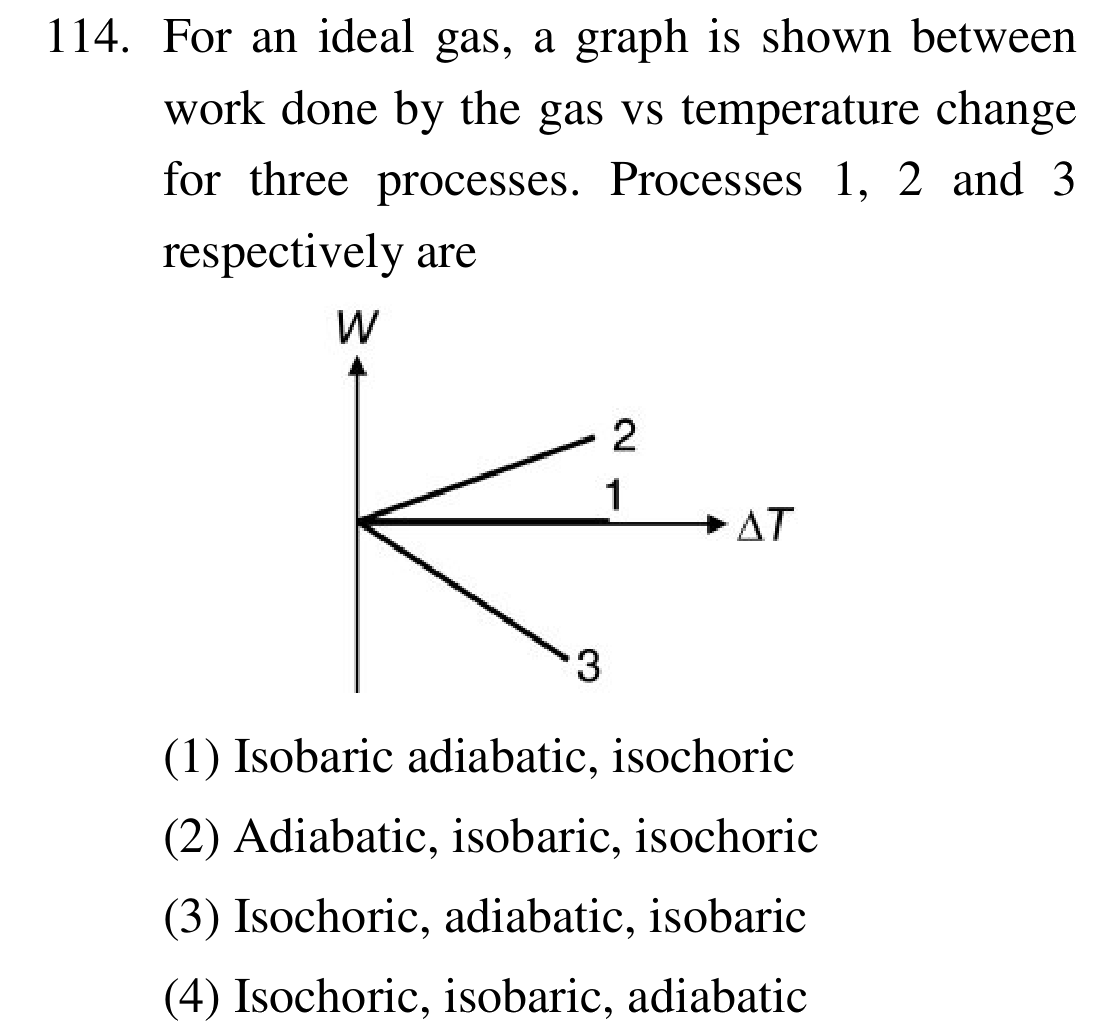 114. For an ideal gas, a graph is shown between
work done by the gas vs temperature change
for three processes. Processes 1, 2 and 3
respectively are
W
2
1
ΔT
3
(1) Isobaric adiabatic, isochoric
(2) Adiabatic, isobaric, isochoric
(3) Isochoric, adiabatic, isobaric
(4) Isochoric, isobaric, adiabatic